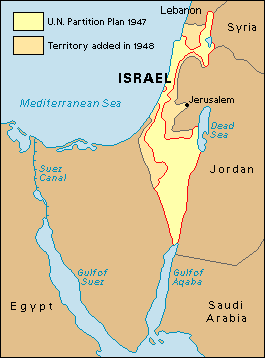 Lebanon
U.N. Partition Plan 1947
Syria
Territory added in 1948
ISRAEL
Mediterranean Sea
Jerusalem
Dead
Sea
Suez
Canal
Jordan
Gulf of
Suez
Gulf of
Aqaba
Egypt
Saudi
Arabia